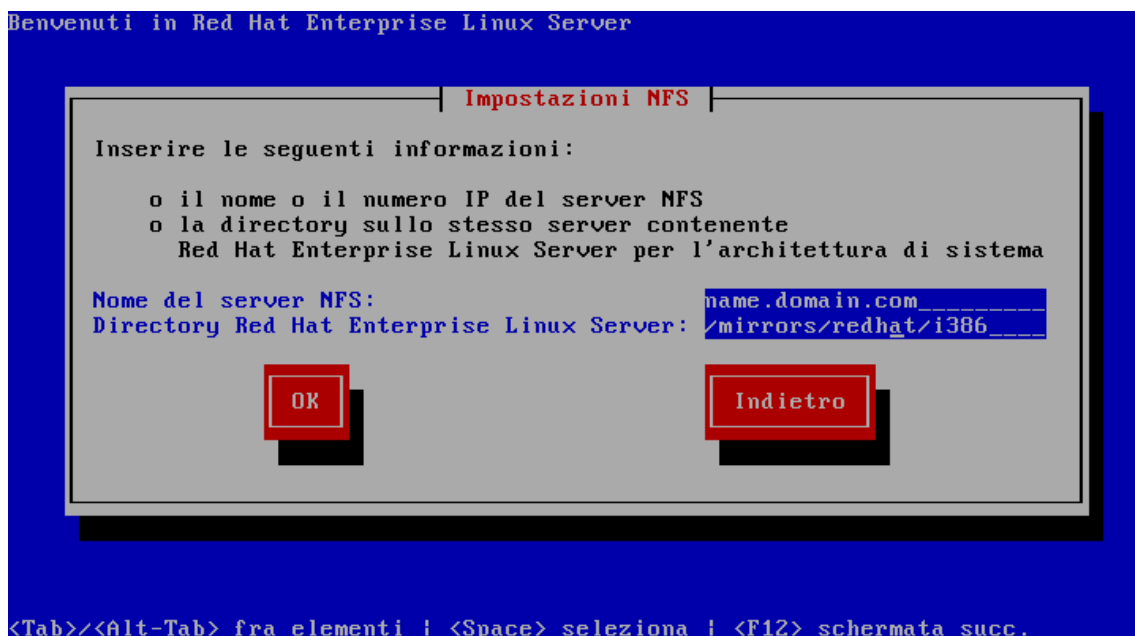 Benvenuti in Red Hat Enterprise Linux Server
Impostazioni NFS
Inserire le seguenti informazioni:
o il nome o il numero IP del server NFS
o la directory sullo stesso server contenente
Red Hat Enterprise Linux Server per l'architettura di sistema
Nome del server NFS: name.domain.com_________
Directory Red Hat Enterprise Linux Server: /mirrors/redhat/i386____
OK Indietro
<Tab>/<Alt-Tab> fra elementi | <Space> seleziona | <F12> schermata succ.